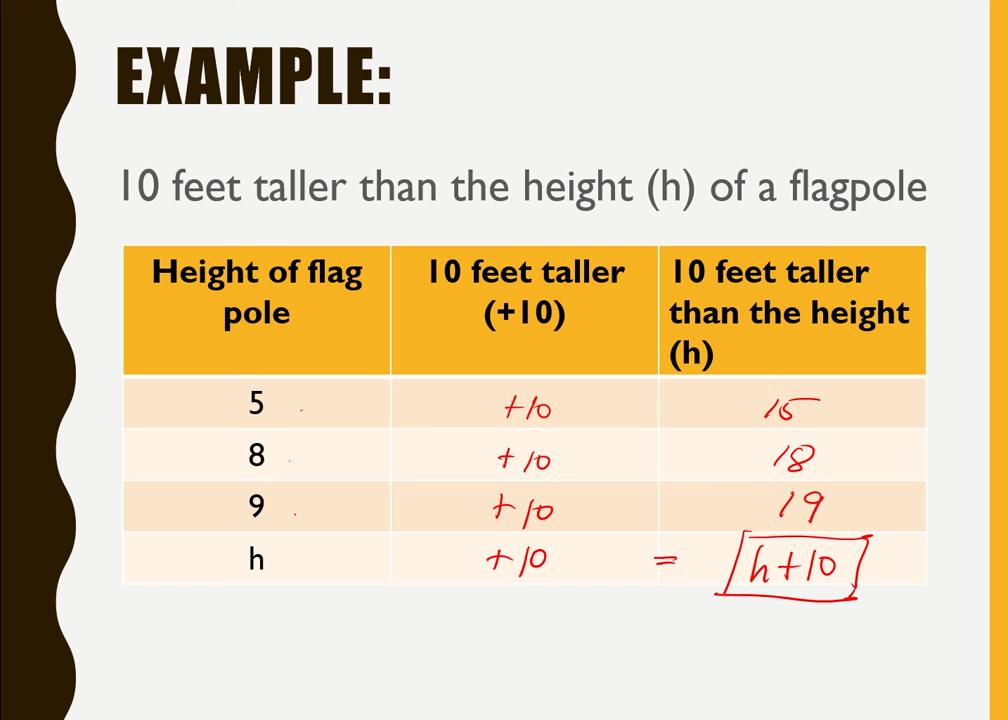 EXAMPLE:
10 feet taller than the height (h) of a flagpole
Height of flag pole | 10 feet taller (+10) | 10 feet taller than the height (h)
5 | +10 | 15
8 | +10 | 18
9 | +10 | 19
h | +10 = | h+10